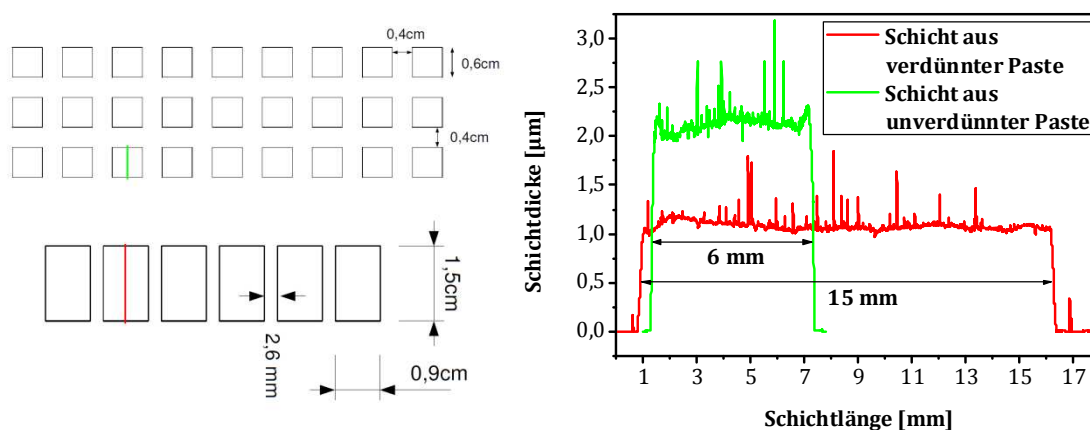 0,4cm
0,6cm
0,4cm
1,5cm
2,6 mm
0,9cm
Schichtdicke [µm]
3,0
2,5
2,0
1,5
1,0
0,5
0,0
Schicht aus
verdünnter Paste
Schicht aus
unverdünnter Paste
6 mm
15 mm
1 3 5 7 9 11 13 15 17
Schichtlänge [mm]